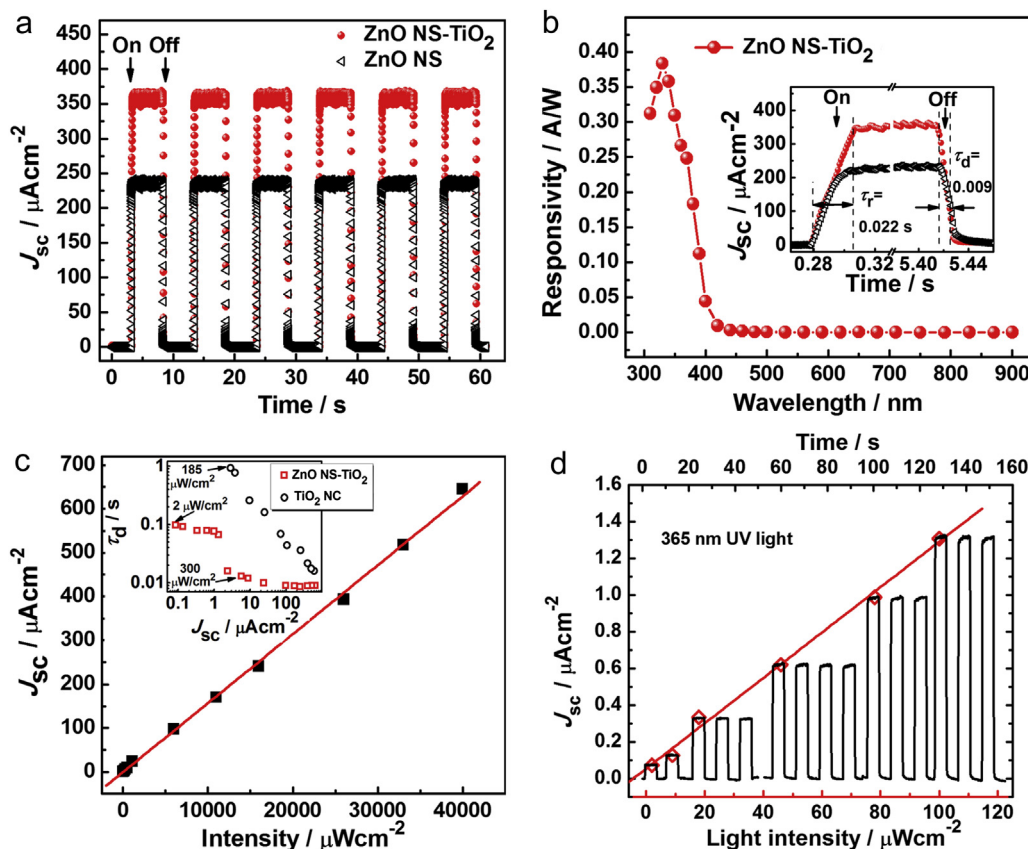 a
On Off
ZnO NS-TiO2
ZnO NS
450
400
350
300
250
200
150
100
50
0
Jsc / μAcm-2
0 10 20 30 40 50 60
Time / s
b
ZnO NS-TiO2
0.40
0.35
0.30
0.25
0.20
0.15
0.10
0.05
0.00
Responsivity / A/W
300 400 500 600 700 800 900
Wavelength / nm
On Off
400
300
200
100
0
Jsc / μAcm-2
τd=
0.009
τr=
0.022 s
0.28 0.32 5.40 5.44
Time / s
c
700
600
500
400
300
200
100
0
Jsc / μAcm-2
0 10000 20000 30000 40000
Intensity / μWcm-2
1
0.1
0.01
τd / s
185
μW/cm2
2 μW/cm2
300
μW/cm2
ZnO NS-TiO2
TiO2 NC
0.1 1 10 100
Jsc / μAcm-2
Time / s
0 20 40 60 80 100 120 140 160
d
365 nm UV light
1.6
1.4
1.2
1.0
0.8
0.6
0.4
0.2
0.0
Jsc / μAcm-2
0 20 40 60 80 100 120
Light intensity / μWcm-2